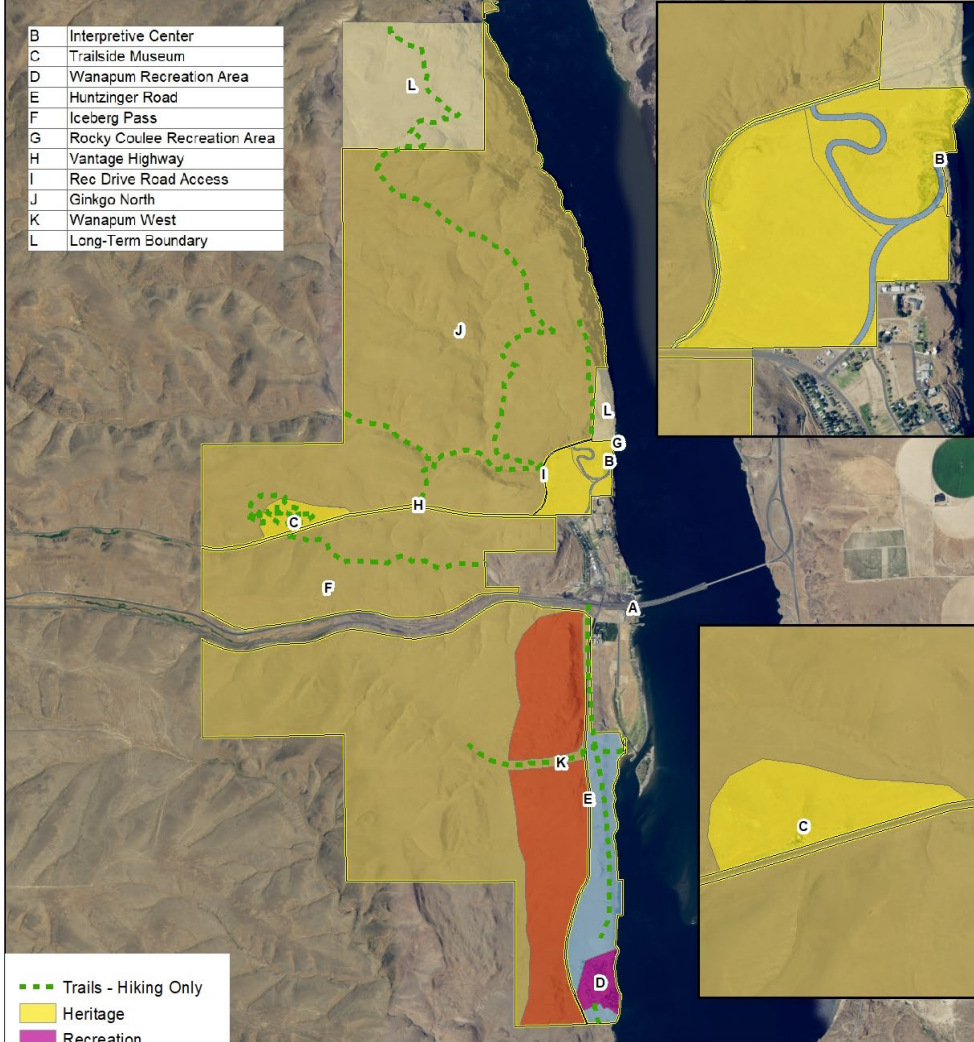 B Interpretive Center
C Trailside Museum
D Wanapum Recreation Area
E Huntzinger Road
F Iceberg Pass
G Rocky Coulee Recreation Area
H Vantage Highway
I Rec Drive Road Access
J Ginkgo North
K Wanapum West
L Long-Term Boundary
L
B
J
L
G
B
I
H
C
F
A
K
E
C
D
Trails - Hiking Only
Heritage
Recreation